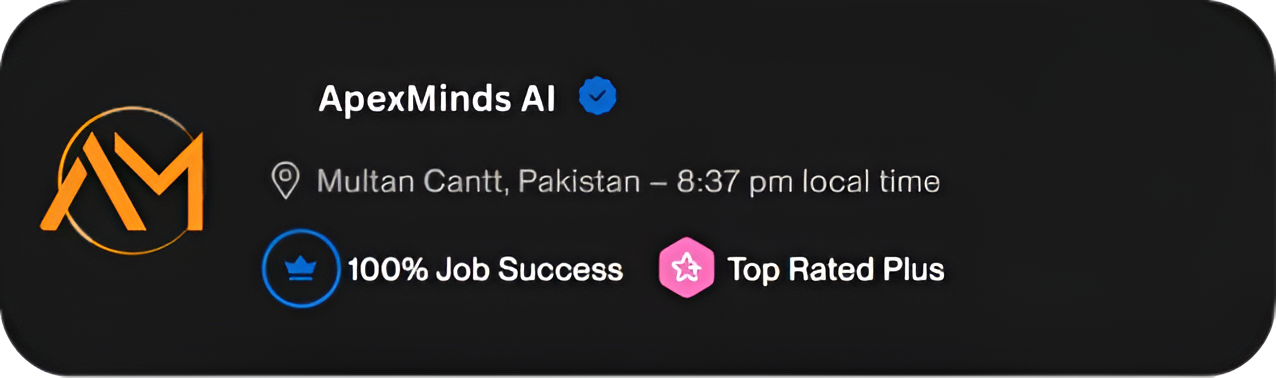 ApexMinds AI
Multan Cantt, Pakistan – 8:37 pm local time
100% Job Success Top Rated Plus